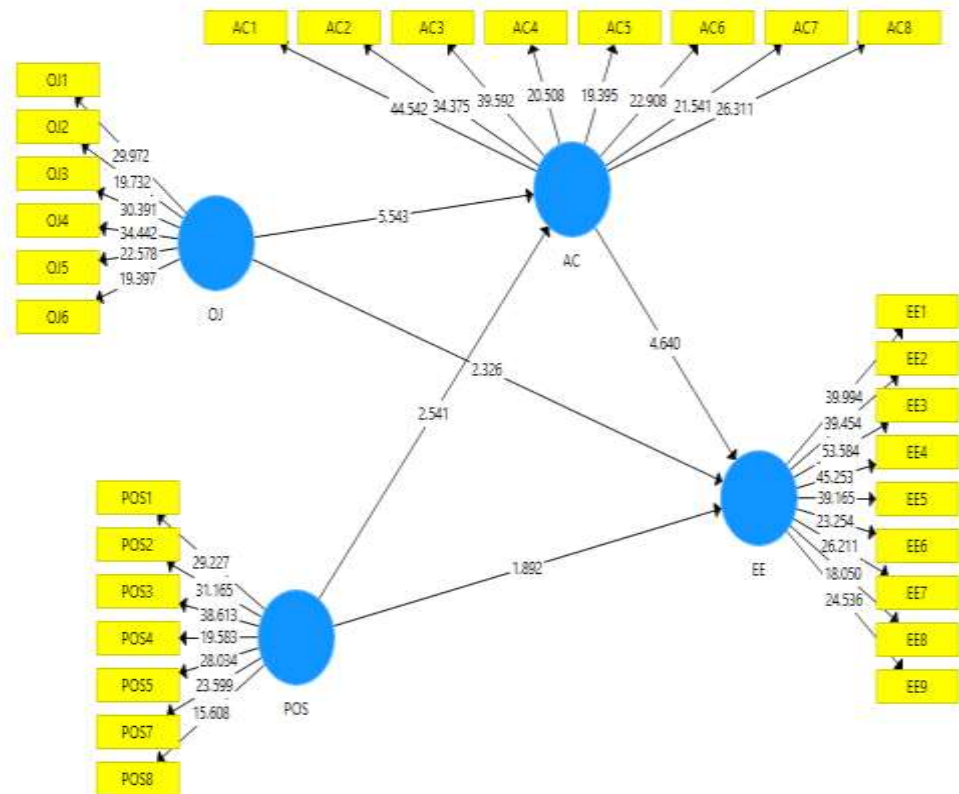 AC1 AC2 AC3 AC4 AC5 AC6 AC7 AC8
44.542 34.375 39.592 20.508 19.395 22.908 21.541 26.311
AC
OJ1
OJ2
OJ3
OJ4
OJ5
OJ6
29.972
19.732
30.391
34.442
22.578
19.397
OJ
5.543
2.326
2.541
4.640
1.892
EE1
EE2
EE3
EE4
EE5
EE6
EE7
EE8
EE9
39.994
39.454
53.584
45.253
39.165
23.254
26.211
18.050
24.536
EE
POS1
POS2
POS3
POS4
POS5
POS7
POS8
29.227
31.165
38.613
19.583
28.034
23.599
15.608
POS